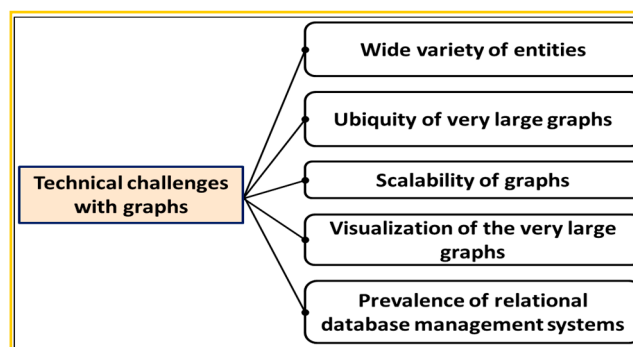 Wide variety of entities
Ubiquity of very large graphs
Technical challenges
with graphs
Scalability of graphs
Visualization of the very large
graphs
Prevalence of relational
database management systems